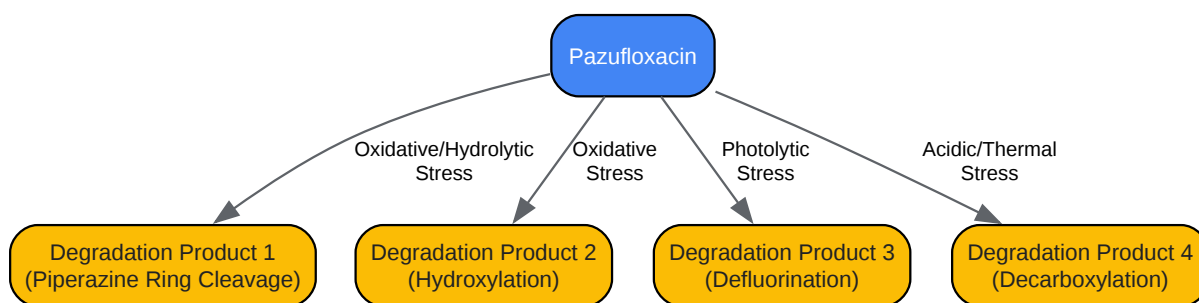 Pazufloxacin
Oxidative/Hydrolytic
Stress
Oxidative
Stress
Photolytic
Stress
Acidic/Thermal
Stress
Degradation Product 1
(Piperazine Ring Cleavage)
Degradation Product 2
(Hydroxylation)
Degradation Product 3
(Defluorination)
Degradation Product 4
(Decarboxylation)